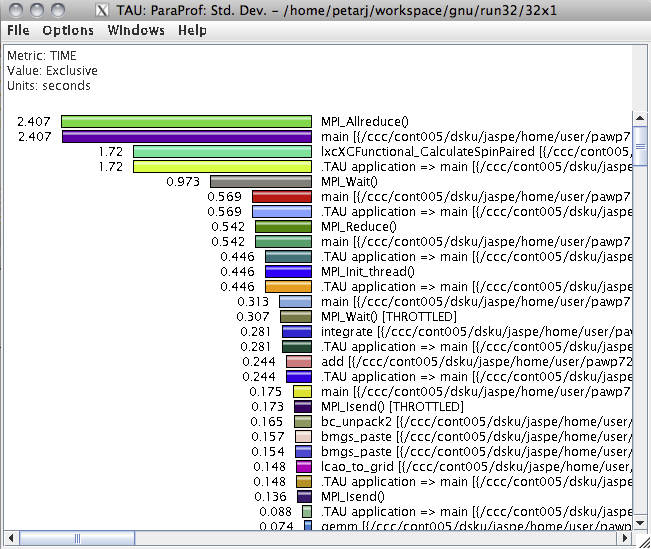 TAU: ParaProf: Std. Dev. - /home/petarj/workspace/gnu/run32/32x1
File Options Windows Help
Metric: TIME
Value: Exclusive
Units: seconds
2.407 MPI_Allreduce()
2.407 main [{/ccc/cont005/dsku/jaspe/home/user/pawp7
1.72 lxcXCFunctional_CalculateSpinPaired [{/ccc/cont005/dsku
1.72 .TAU application => main [{/ccc/cont005/dsku/jaspe
0.973 MPI_Wait()
0.569 main [{/ccc/cont005/dsku/jaspe/home/user/pawp7
0.569 .TAU application => main [{/ccc/cont005/dsku/jaspe
0.542 MPI_Reduce()
0.542 main [{/ccc/cont005/dsku/jaspe/home/user/pawp7
0.446 .TAU application => main [{/ccc/cont005/dsku/jaspe
0.446 MPI_Init_thread()
0.446 .TAU application => main [{/ccc/cont005/dsku/jaspe
0.313 main [{/ccc/cont005/dsku/jaspe/home/user/pawp7
0.307 MPI_Wait() [THROTTLED]
0.281 integrate [{/ccc/cont005/dsku/jaspe/home/user/pa
0.281 .TAU application => main [{/ccc/cont005/dsku/jaspe
0.244 add [{/ccc/cont005/dsku/jaspe/home/user/pawp72
0.244 .TAU application => main [{/ccc/cont005/dsku/jaspe
0.175 main [{/ccc/cont005/dsku/jaspe/home/user/pawp7
0.173 MPI_Isend() [THROTTLED]
0.165 bc_unpack2 [{/ccc/cont005/dsku/jaspe/home/user
0.157 bmgs_paste [{/ccc/cont005/dsku/jaspe/home/user
0.154 bmgs_paste [{/ccc/cont005/dsku/jaspe/home/user
0.148 lcao_to_grid [{/ccc/cont005/dsku/jaspe/home/user
0.148 .TAU application => main [{/ccc/cont005/dsku/jaspe
0.136 MPI_Isend()
0.088 .TAU application => main [{/ccc/cont005/dsku/jaspe
0.074 gemm [{/ccc/cont005/dsku/jaspe/home/user/paw